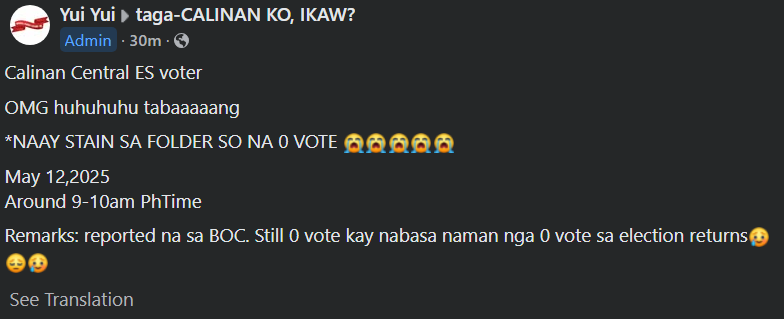 Yui Yui ▸ taga-CALINAN KO, IKAW?
Admin · 30m ·
Calinan Central ES voter
OMG huhuhuhu tabaaaaang
*NAAY STAIN SA FOLDER SO NA 0 VOTE 😭😭😭😭😭
May 12,2025
Around 9-10am PhTime
Remarks: reported na sa BOC. Still 0 vote kay nabasa naman nga 0 vote sa election returns😥
😔😥
See Translation